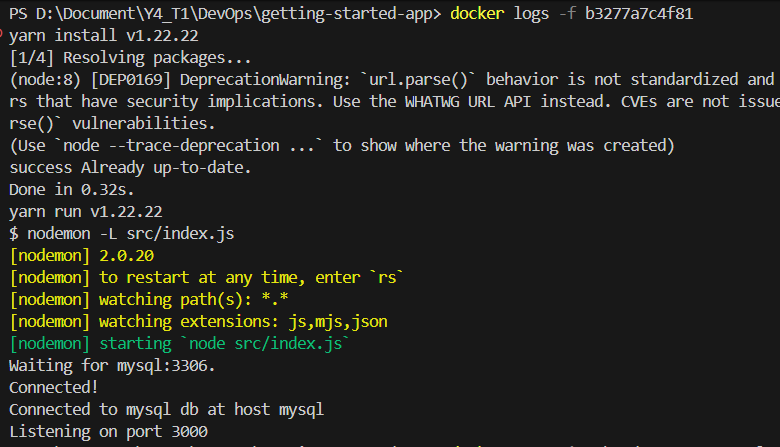 PS D:\Document\Y4_T1\DevOps\getting-started-app> docker logs -f b3277a7c4f81
yarn install v1.22.22
[1/4] Resolving packages...
(node:8) [DEP0169] DeprecationWarning: `url.parse()` behavior is not standardized and
rs that have security implications. Use the WHATWG URL API instead. CVEs are not issue
rse()` vulnerabilities.
(Use `node --trace-deprecation ...` to show where the warning was created)
success Already up-to-date.
Done in 0.32s.
yarn run v1.22.22
$ nodemon -L src/index.js
[nodemon] 2.0.20
[nodemon] to restart at any time, enter `rs`
[nodemon] watching path(s): *.*
[nodemon] watching extensions: js,mjs,json
[nodemon] starting `node src/index.js`
Waiting for mysql:3306.
Connected!
Connected to mysql db at host mysql
Listening on port 3000